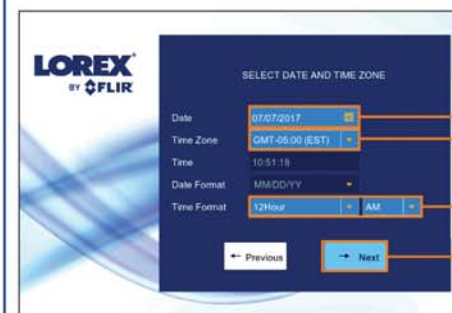 LOREX
BY FLIR
SELECT DATE AND TIME ZONE
Date 07/07/2017
Time Zone GMT-05:00 (EST)
Time 10:51:18
Date Format MM/DD/YY
Time Format 12Hour AM
← Previous → Next